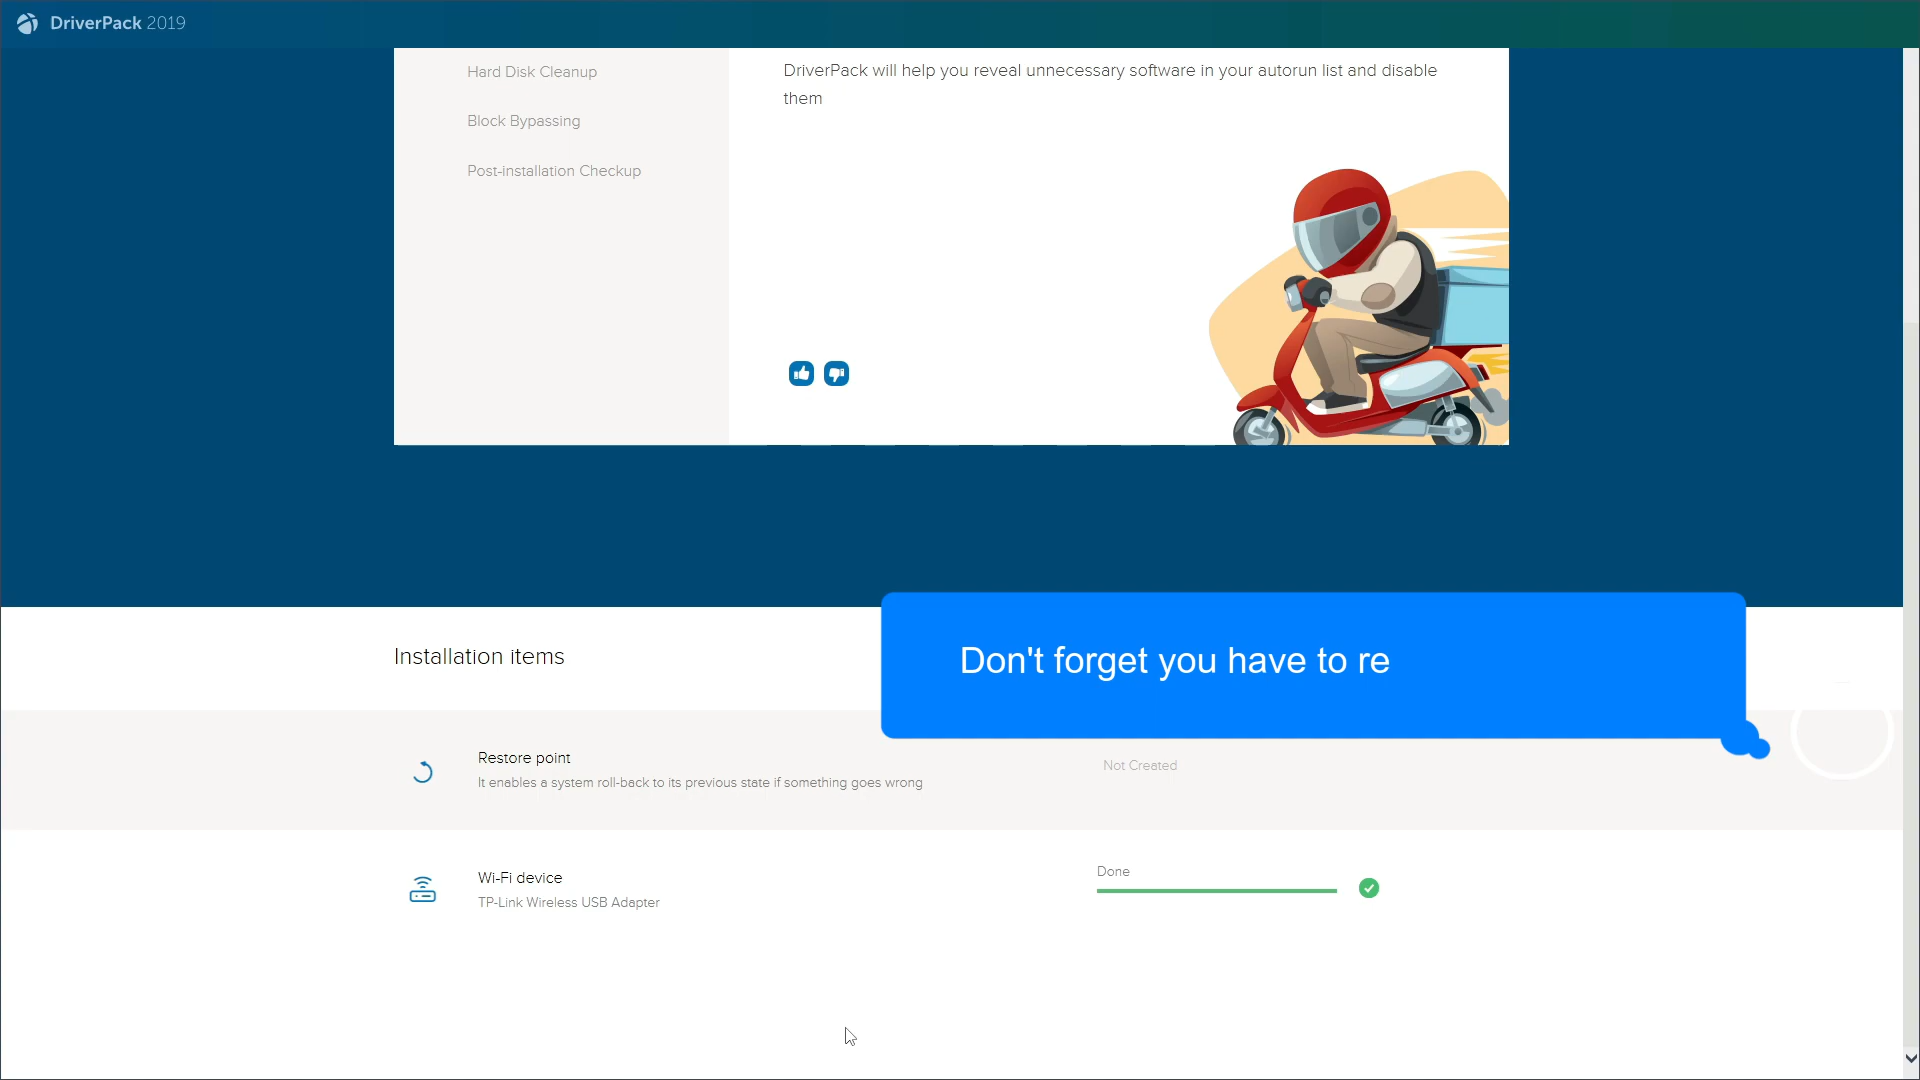 DriverPack 2019
Hard Disk Cleanup
Block Bypassing
Post-installation Checkup
DriverPack will help you reveal unnecessary software in your autorun list and disable
them
Installation items
Don't forget you have to re
Restore point
It enables a system roll-back to its previous state if something goes wrong
Not Created
Wi-Fi device
TP-Link Wireless USB Adapter
Done